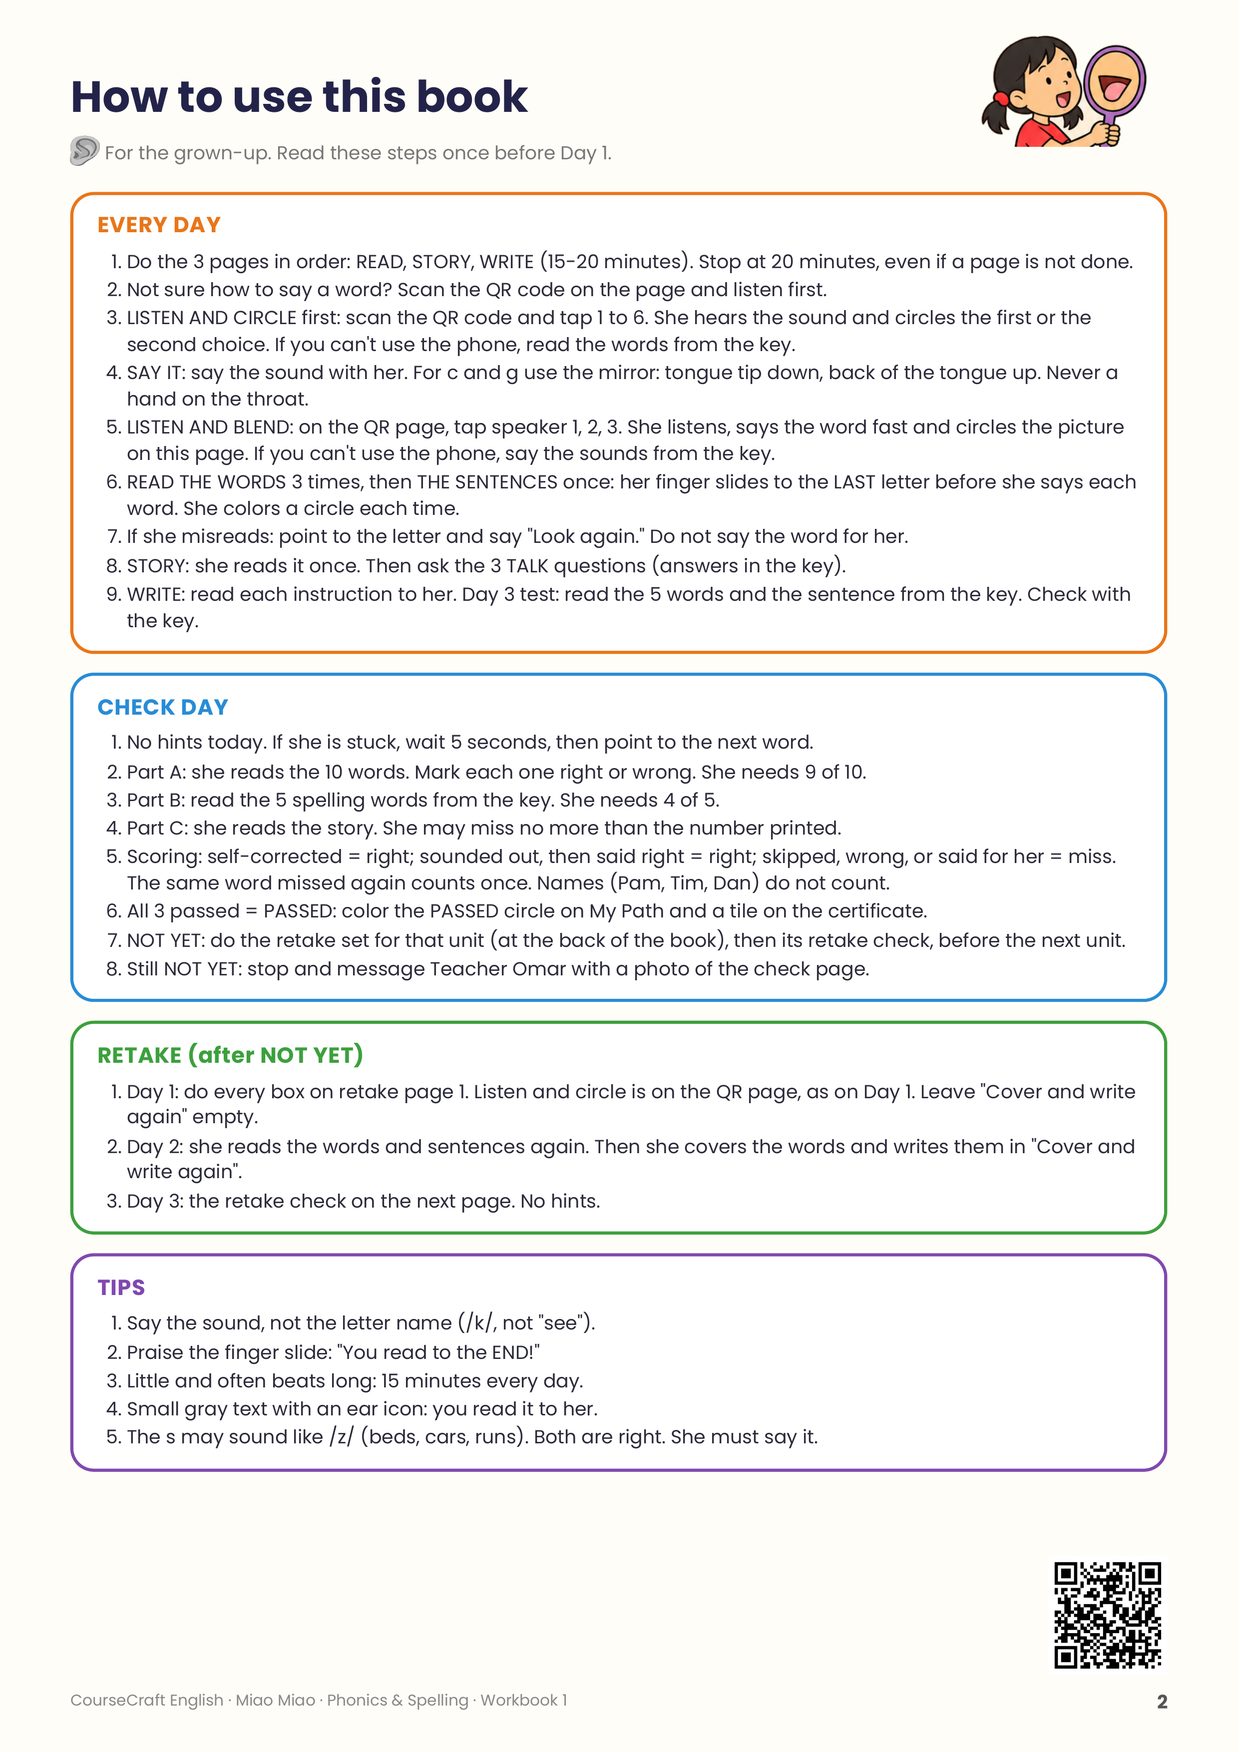 How to use this book
For the grown-up. Read these steps once before Day 1.
EVERY DAY
1. Do the 3 pages in order: READ, STORY, WRITE (15-20 minutes). Stop at 20 minutes, even if a page is not done.
2. Not sure how to say a word? Scan the QR code on the page and listen first.
3. LISTEN AND CIRCLE first: scan the QR code and tap 1 to 6. She hears the sound and circles the first or the
second choice. If you can't use the phone, read the words from the key.
4. SAY IT: say the sound with her. For c and g use the mirror: tongue tip down, back of the tongue up. Never a
hand on the throat.
5. LISTEN AND BLEND: on the QR page, tap speaker 1, 2, 3. She listens, says the word fast and circles the picture
on this page. If you can't use the phone, say the sounds from the key.
6. READ THE WORDS 3 times, then THE SENTENCES once: her finger slides to the LAST letter before she says each
word. She colors a circle each time.
7. If she misreads: point to the letter and say "Look again." Do not say the word for her.
8. STORY: she reads it once. Then ask the 3 TALK questions (answers in the key).
9. WRITE: read each instruction to her. Day 3 test: read the 5 words and the sentence from the key. Check with
the key.
CHECK DAY
1. No hints today. If she is stuck, wait 5 seconds, then point to the next word.
2. Part A: she reads the 10 words. Mark each one right or wrong. She needs 9 of 10.
3. Part B: read the 5 spelling words from the key. She needs 4 of 5.
4. Part C: she reads the story. She may miss no more than the number printed.
5. Scoring: self-corrected = right; sounded out, then said right = right; skipped, wrong, or said for her = miss.
The same word missed again counts once. Names (Pam, Tim, Dan) do not count.
6. All 3 passed = PASSED: color the PASSED circle on My Path and a tile on the certificate.
7. NOT YET: do the retake set for that unit (at the back of the book), then its retake check, before the next unit.
8. Still NOT YET: stop and message Teacher Omar with a photo of the check page.
RETAKE (after NOT YET)
1. Day 1: do every box on retake page 1. Listen and circle is on the QR page, as on Day 1. Leave "Cover and write
again" empty.
2. Day 2: she reads the words and sentences again. Then she covers the words and writes them in "Cover and
write again".
3. Day 3: the retake check on the next page. No hints.
TIPS
1. Say the sound, not the letter name (/k/, not "see").
2. Praise the finger slide: "You read to the END!"
3. Little and often beats long: 15 minutes every day.
4. Small gray text with an ear icon: you read it to her.
5. The s may sound like /z/ (beds, cars, runs). Both are right. She must say it.
CourseCraft English · Miao Miao · Phonics & Spelling · Workbook 1
2